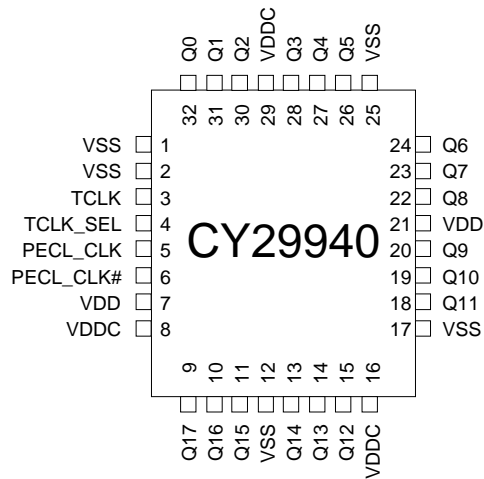 Q0 Q1 Q2 VDDC Q3 Q4 Q5 VSS
32 31 30 29 28 27 26 25
VSS 1 24 Q6
VSS 2 23 Q7
TCLK 3 22 Q8
TCLK_SEL 4 21 VDD
PECL_CLK 5 20 Q9
PECL_CLK# 6 19 Q10
VDD 7 18 Q11
VDDC 8 17 VSS
CY29940
9 10 11 12 13 14 15 16
Q17 Q16 Q15 VSS Q14 Q13 Q12 VDDC